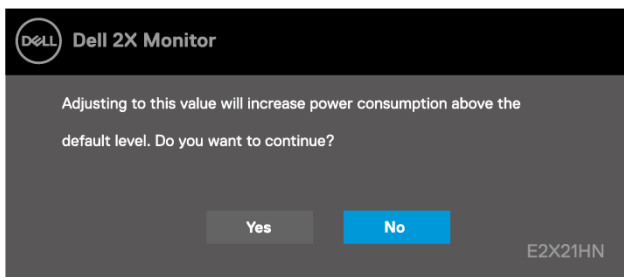 DELL Dell 2X Monitor
Adjusting to this value will increase power consumption above the
default level. Do you want to continue?
Yes No
E2X21HN